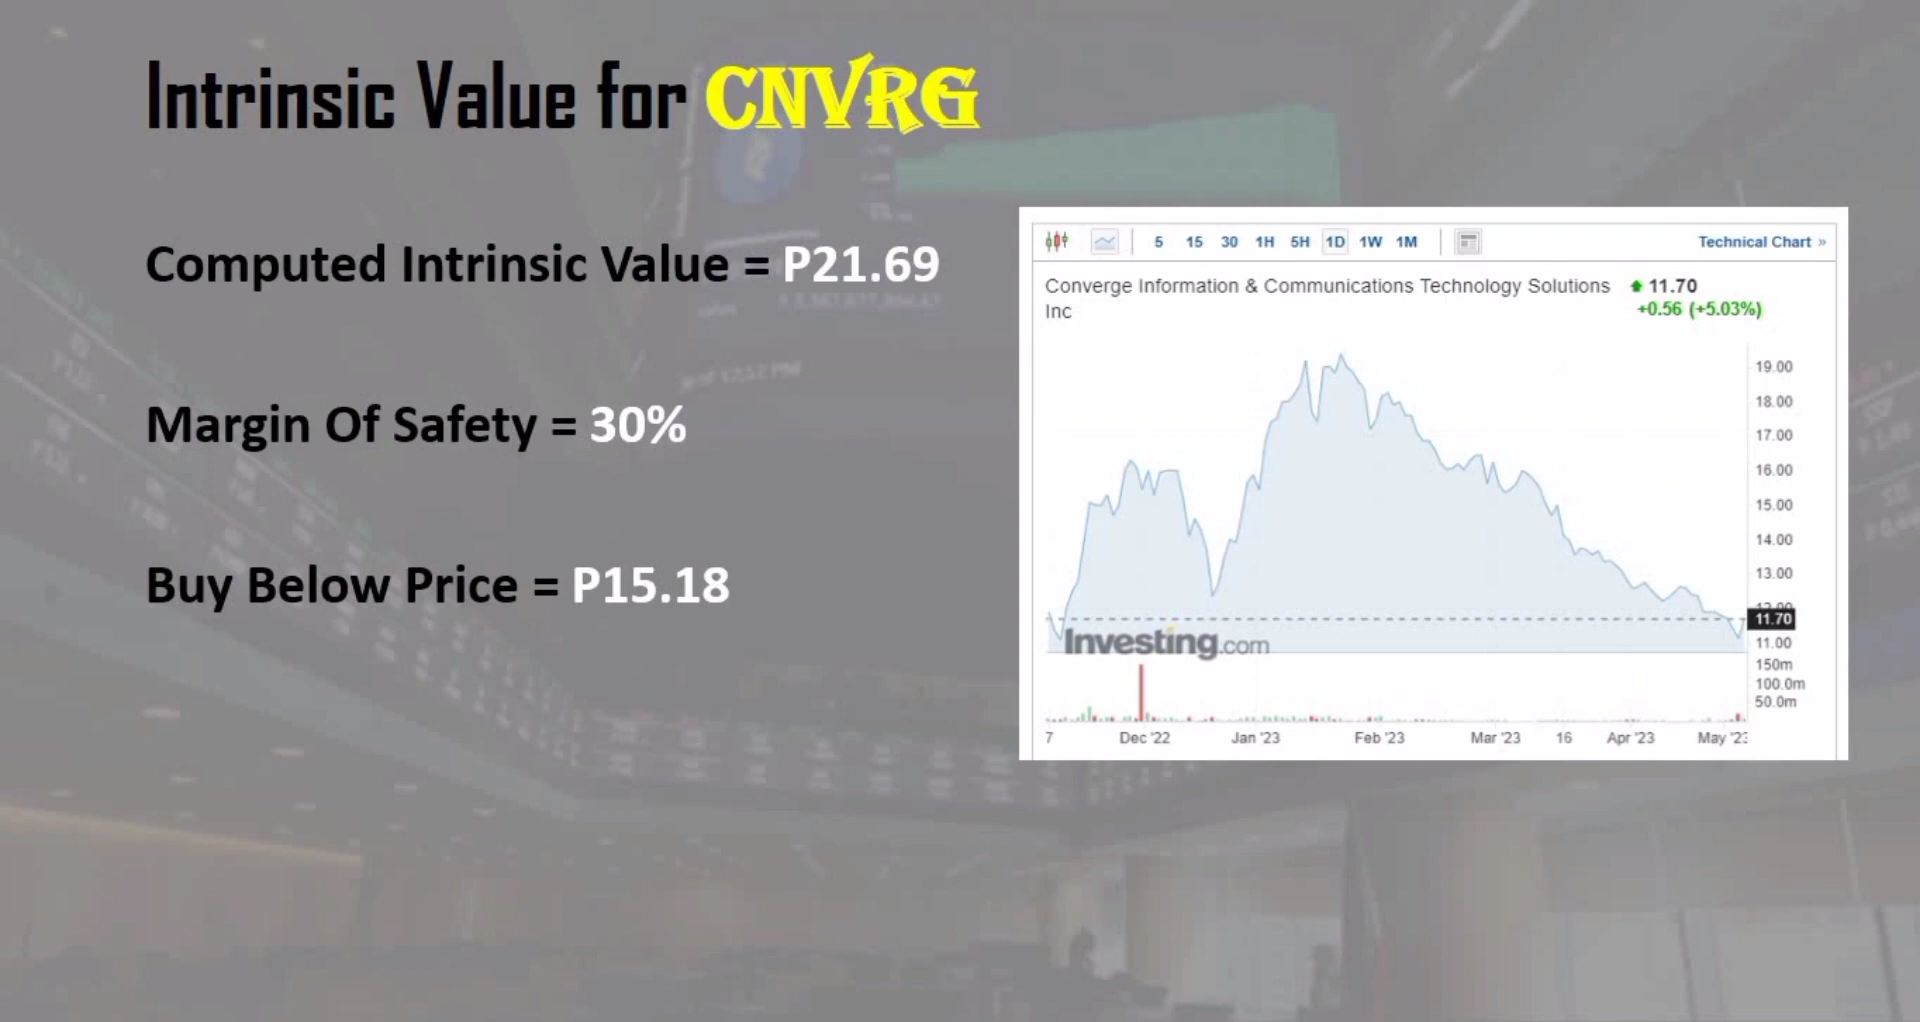 Intrinsic Value for CNVRG
Computed Intrinsic Value = P21.69
Margin Of Safety = 30%
Buy Below Price = P15.18
5 15 30 1H 5H 1D 1W 1M Technical Chart »
Converge Information & Communications Technology Solutions
Inc
11.70
+0.56 (+5.03%)
19.00
18.00
17.00
16.00
15.00
14.00
13.00
12.00
11.70
11.00
Investing.com
150m
100.0m
50.0m
7 Dec '22 Jan '23 Feb '23 Mar '23 16 Apr '23 May '23